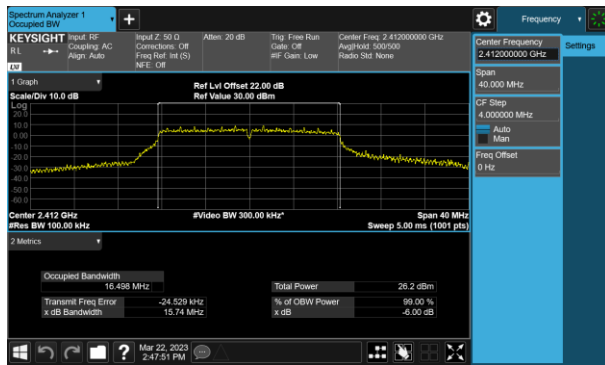 Spectrum Analyzer 1
Occupied BW
Frequency
KEYSIGHT
RL
LNI
Input: RF
Coupling: AC
Align: Auto
Input Z: 50 Ω
Corrections: Off
Freq Ref: Int (S)
NFE: Off
Atten: 20 dB
Trig: Free Run
Gate: Off
#IF Gain: Low
Center Freq: 2.412000000 GHz
Avg|Hold: 500/500
Radio Std: None
Center Frequency
2.412000000 GHz
Settings
Span
40.000 MHz
CF Step
4.000000 MHz
Auto
Man
Freq Offset
0 Hz
1 Graph
Scale/Div 10.0 dB
Ref Lvl Offset 22.00 dB
Ref Value 30.00 dBm
Log
20.0
10.0
0.00
-10.0
-20.0
-30.0
-40.0
-50.0
-60.0
Center 2.412 GHz
#Res BW 100.00 kHz
#Video BW 300.00 kHz*
Span 40 MHz
Sweep 5.00 ms (1001 pts)
2 Metrics
Occupied Bandwidth
16.498 MHz
Total Power 26.2 dBm
Transmit Freq Error -24.529 kHz
% of OBW Power 99.00 %
x dB Bandwidth 15.74 MHz
x dB -6.00 dB
?
Mar 22, 2023
2:47:51 PM